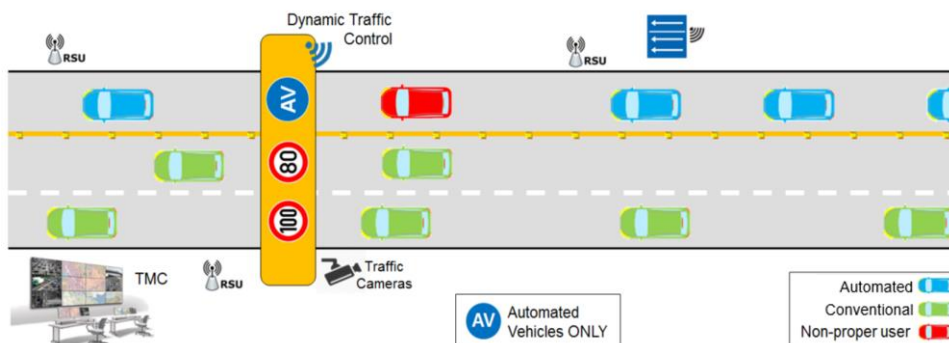 Dynamic Traffic
Control
RSU
RSU
AV
80
100
TMC
RSU
Traffic
Cameras
AV
Automated
Vehicles ONLY
Automated
Conventional
Non-proper user